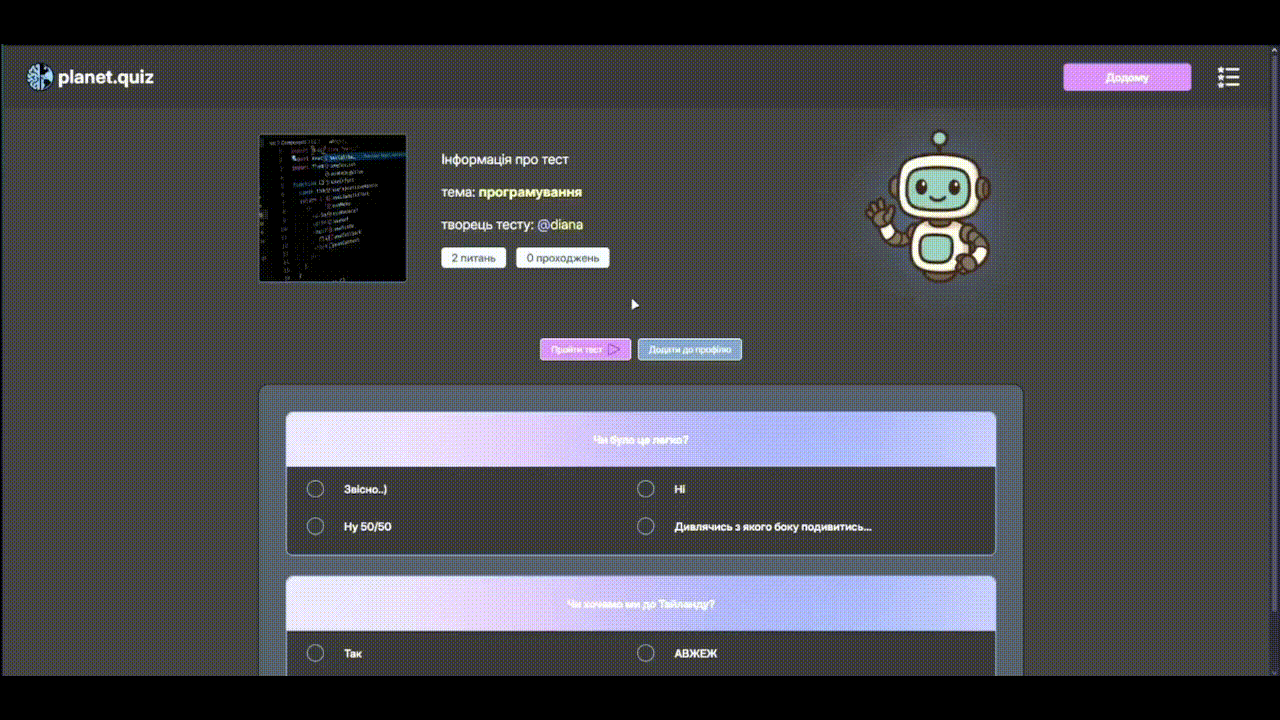 planet.quiz
Додому
Інформація про тест
тема: програмування
творець тесту: @diana
2 питань
0 проходжень
Пройти тест
Додати до профілю
Чи було це легко?
Звісно..)
Ні
Ну 50/50
Дивлячись з якого боку подивитись...
Чи хочемо ми до Тайланду?
Так
АВЖЕЖ